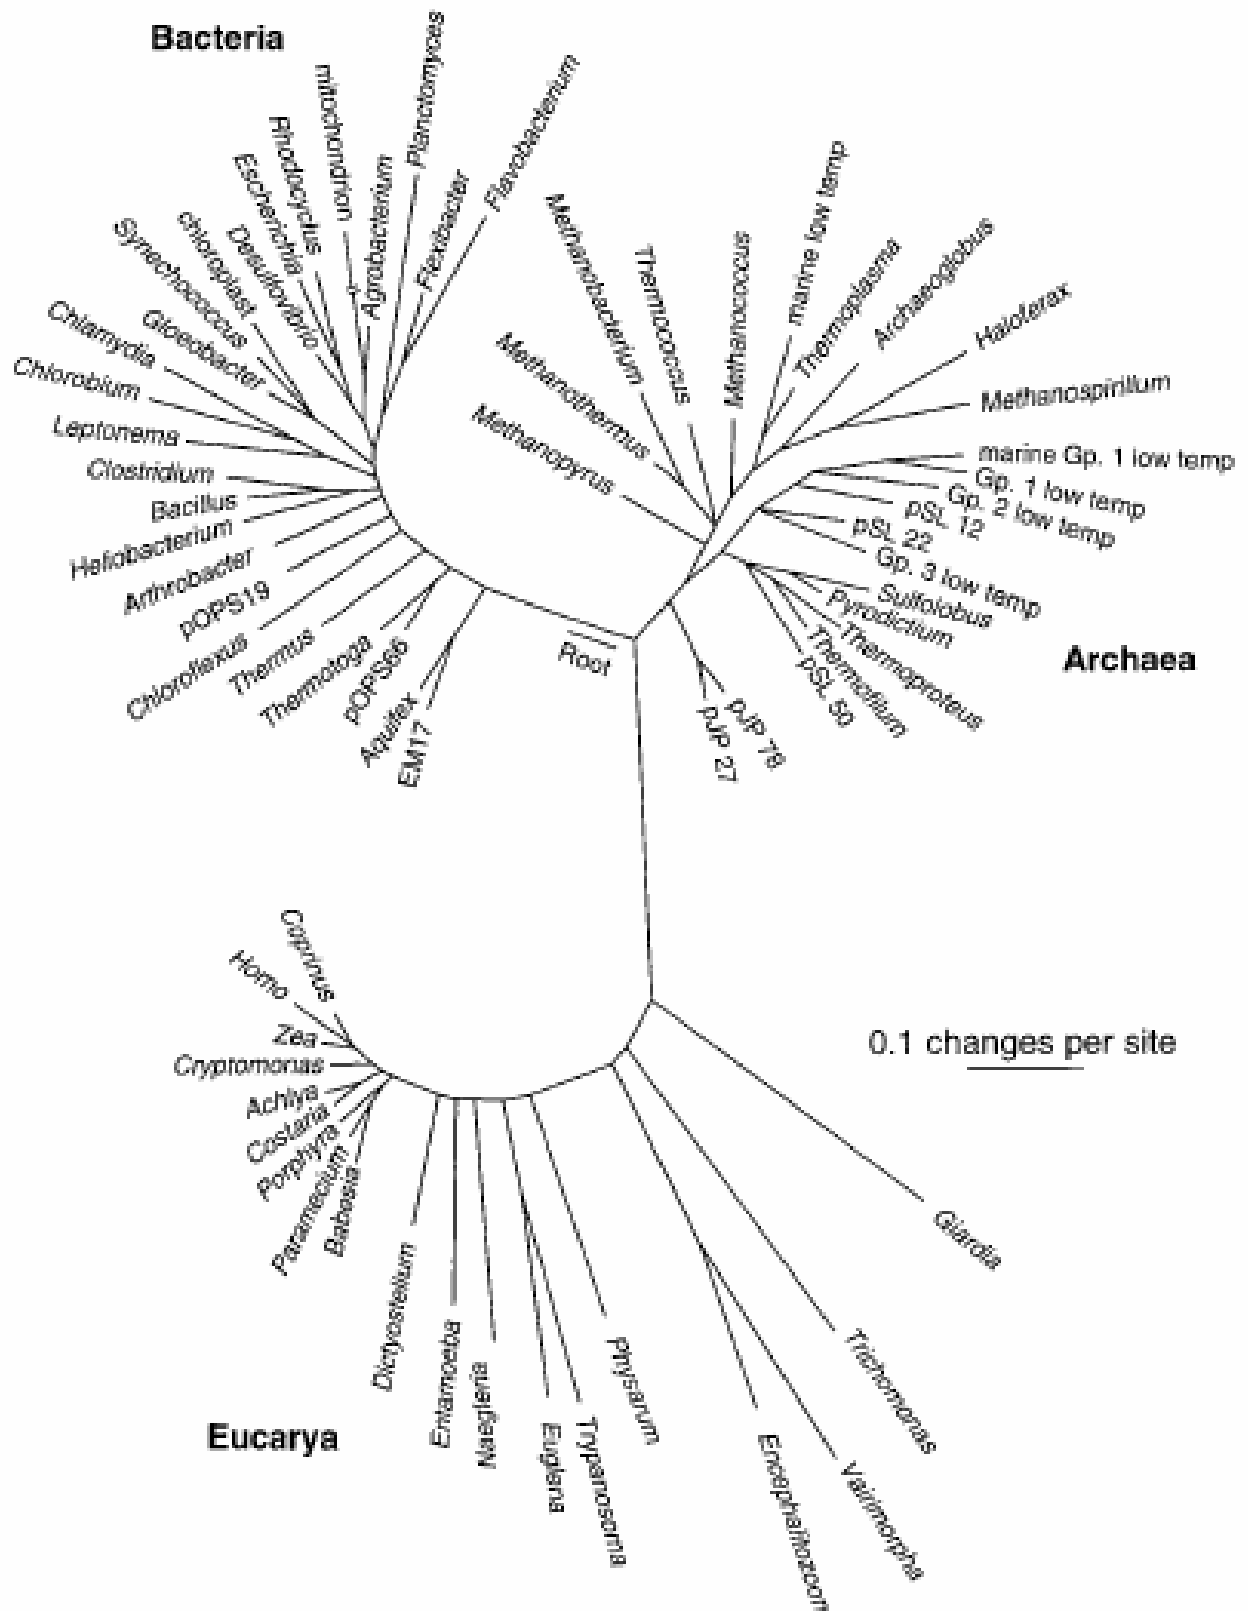 Bacteria
Planctomyces
mitochondrion
Flavobacterium
Rhodocyclus
Escherichia
Agrobacterium
Flexibacter
Desulfovibrio
chloroplast
Synechococcus
Gloeobacter
Chlamydia
Chlorobium
Leptonema
Clostridium
Bacillus
Heliobacterium
Arthrobacter
pOPS19
Chloroflexus
Thermus
Thermotoga
pOPS66
Aquifex
EM17
Root
Methanopyrus
Methanothermus
Methanobacterium
Thermococcus
Methanococcus
marine low temp
Thermoplasma
Archaeoglobus
Haloferax
Methanospirillum
marine Gp. 1 low temp
Gp. 1 low temp
Gp. 2 low temp
pSL 12
pSL 22
Gp. 3 low temp
Sulfolobus
Pyrodictium
Thermoproteus
Thermofilum
pSL 50
pJP 78
pJP 27
Archaea
Coprinus
Homo
Zea
Cryptomonas
Achlya
Costaria
Porphyra
Paramecium
Babesia
Dictyostelium
Entamoeba
Naegleria
Euglena
Trypanosoma
Physarum
Encephalitozoon
Vairimorpha
Trichomonas
Giardia
0.1 changes per site
Eucarya